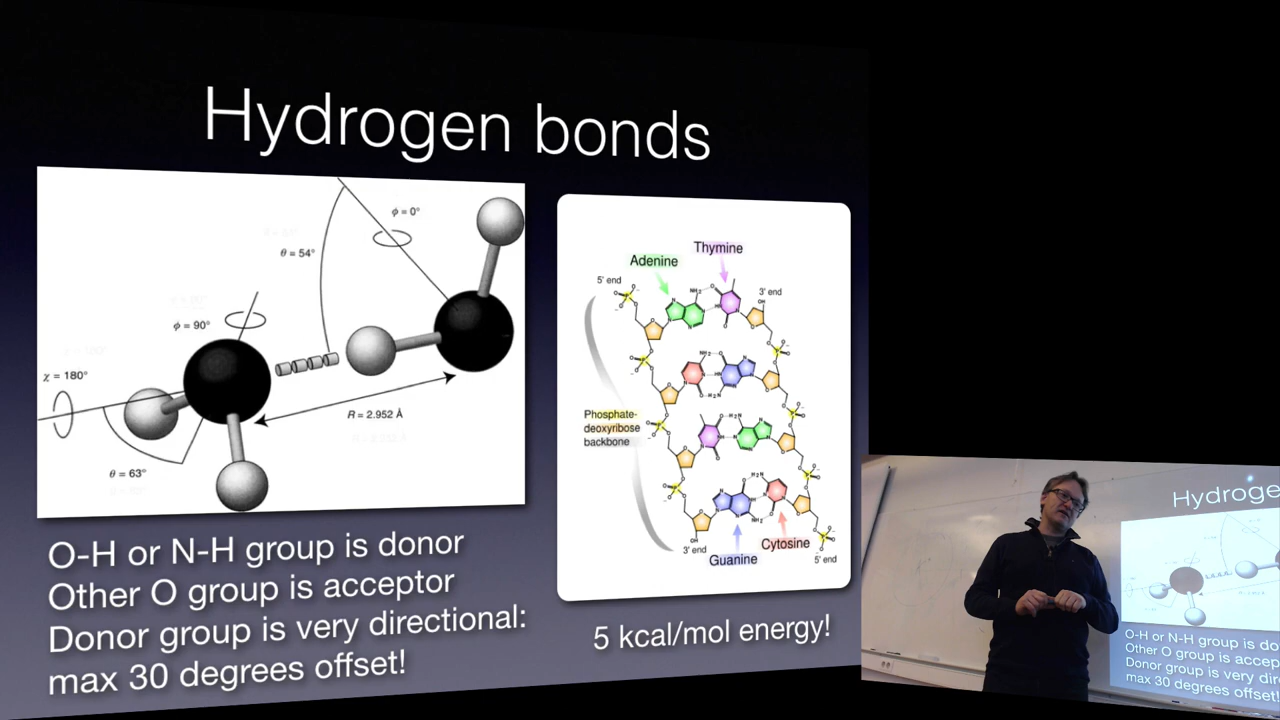 Hydrogen bonds
ϕ = 0°
θ = 54°
ϕ = 90°
χ = 180°
R = 2.952 Å
θ = 63°
Thymine
Adenine
5' end
3' end
Phosphate-
deoxyribose
backbone
3' end
Cytosine
Guanine
5' end
O-H or N-H group is donor
Other O group is acceptor
Donor group is very directional:
max 30 degrees offset!
5 kcal/mol energy!
Hydroge
O-H or N-H group is do
Other O group is accep
Donor group is very dire
max 30 degrees offset!